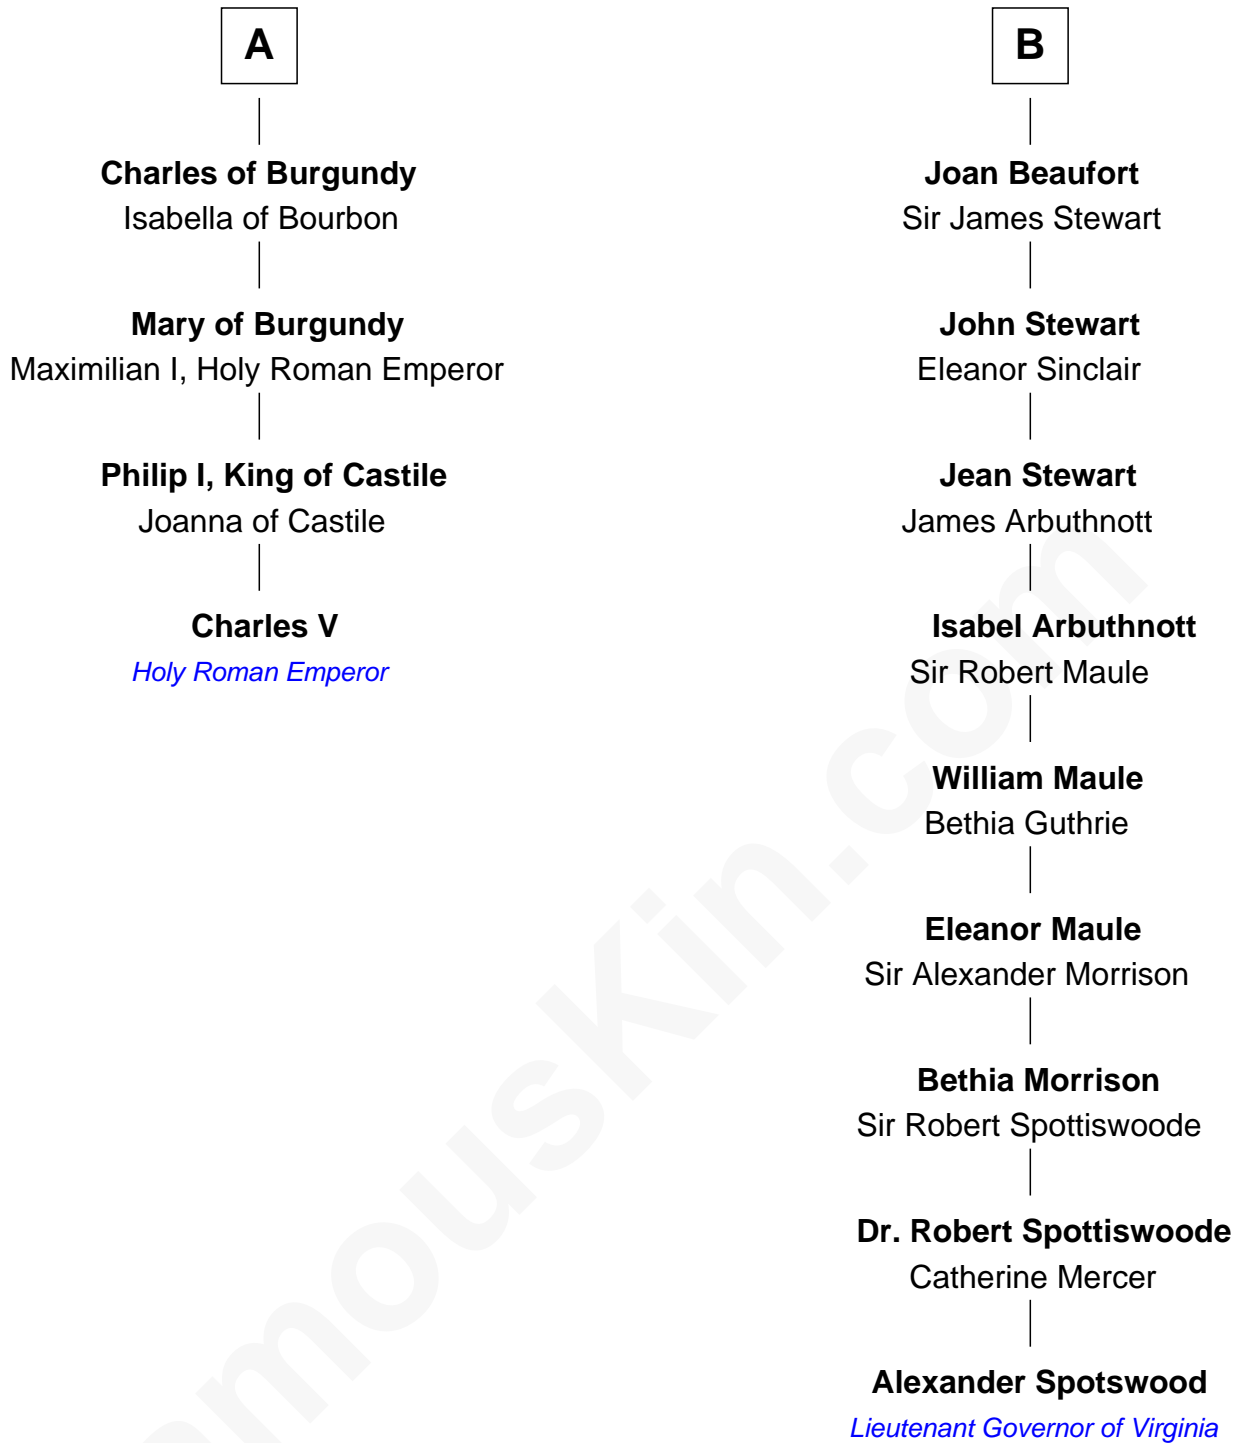 A
Charles of Burgundy
Isabella of Bourbon
Mary of Burgundy
Maximilian I, Holy Roman Emperor
Philip I, King of Castile
Joanna of Castile
Charles V
Holy Roman Emperor
B
Joan Beaufort
Sir James Stewart
John Stewart
Eleanor Sinclair
Jean Stewart
James Arbuthnott
Isabel Arbuthnott
Sir Robert Maule
William Maule
Bethia Guthrie
Eleanor Maule
Sir Alexander Morrison
Bethia Morrison
Sir Robert Spottiswoode
Dr. Robert Spottiswoode
Catherine Mercer
Alexander Spotswood
Lieutenant Governor of Virginia
amouskin.com